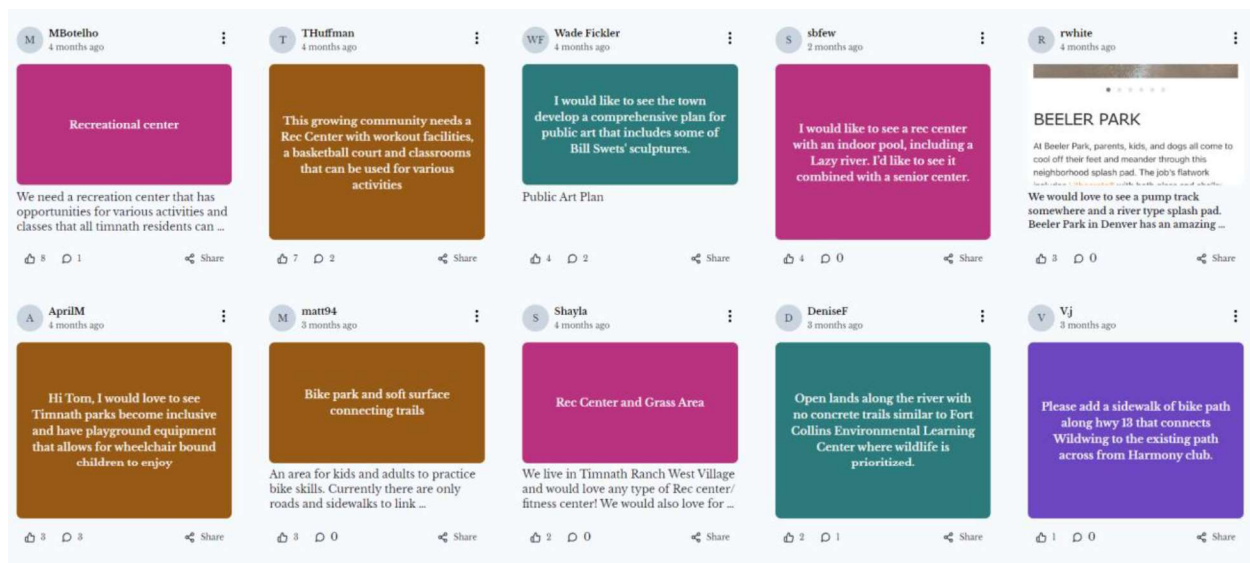 M
MBotelho
4 months ago
Recreational center
We need a recreation center that has
opportunities for various activities and
classes that all timnath residents can ...
8 1 Share
T
THuffman
4 months ago
This growing community needs a
Rec Center with workout facilities,
a basketball court and classrooms
that can be used for various
activities
7 2 Share
WF
Wade Fickler
4 months ago
I would like to see the town
develop a comprehensive plan for
public art that includes some of
Bill Swets' sculptures.
Public Art Plan
4 2 Share
S
sbfew
2 months ago
I would like to see a rec center
with an indoor pool, including a
Lazy river. I'd like to see it
combined with a senior center.
4 0 Share
R
rwhite
4 months ago
BEELER PARK
At Beeler Park, parents, kids, and dogs all come to
cool off their feet and meander through this
neighborhood splash pad. The job's flatwork
We would love to see a pump track
somewhere and a river type splash pad.
Beeler Park in Denver has an amazing ...
3 0 Share
A
AprilM
4 months ago
Hi Tom, I would love to see
Timnath parks become inclusive
and have playground equipment
that allows for wheelchair bound
children to enjoy
3 3 Share
M
matt94
3 months ago
Bike park and soft surface
connecting trails
An area for kids and adults to practice
bike skills. Currently there are only
roads and sidewalks to link ...
3 0 Share
S
Shayla
4 months ago
Rec Center and Grass Area
We live in Timnath Ranch West Village
and would love any type of Rec center/
fitness center! We would also love for ...
2 0 Share
D
DeniseF
3 months ago
Open lands along the river with
no concrete trails similar to Fort
Collins Environmental Learning
Center where wildlife is
prioritized.
2 1 Share
V
V.j
3 months ago
Please add a sidewalk of bike path
along hwy 13 that connects
Wildwing to the existing path
across from Harmony club.
1 0 Share